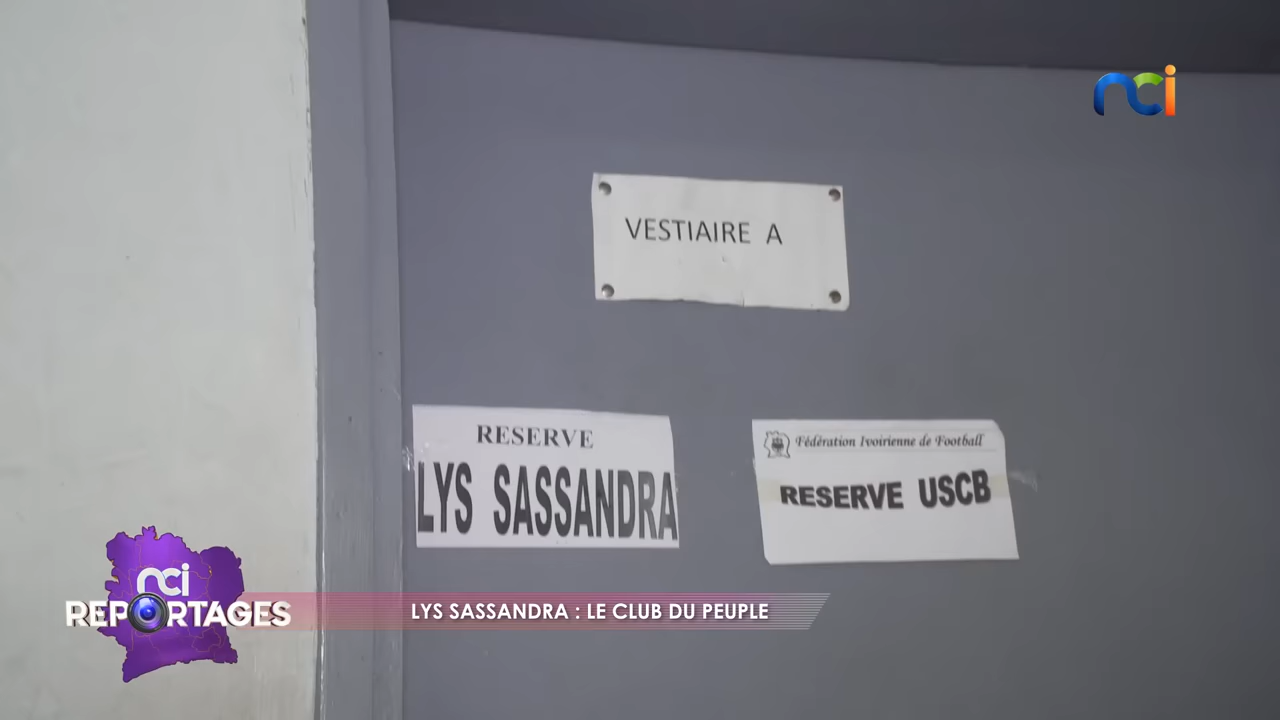 nci
VESTIAIRE A
RESERVE
LYS SASSANDRA
Fédération Ivoirienne de Football
RESERVE USCB
nci
REPORTAGES
LYS SASSANDRA : LE CLUB DU PEUPLE